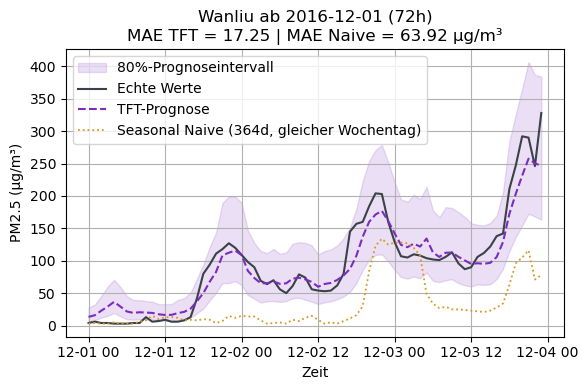 Wanliu ab 2016-12-01 (72h)
MAE TFT = 17.25 | MAE Naive = 63.92 µg/m³
80%-Prognoseintervall
Echte Werte
TFT-Prognose
Seasonal Naive (364d, gleicher Wochentag)
PM2.5 (µg/m³)
400
350
300
250
200
150
100
50
0
12-01 00
12-01 12
12-02 00
12-02 12
12-03 00
12-03 12
12-04 00
Zeit